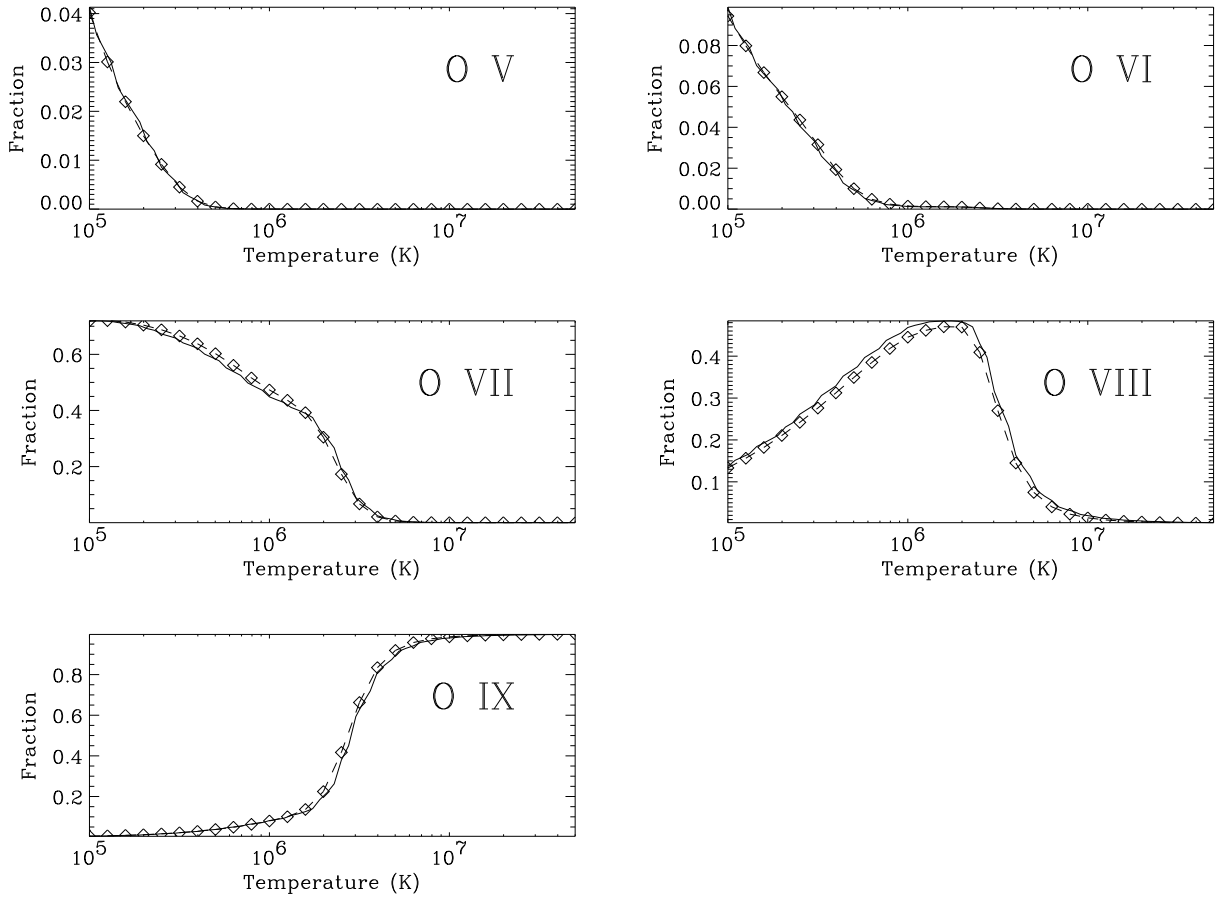 0.04
0.03
0.02
0.01
0.00
Fraction
O V
10^5
10^6
10^7
Temperature (K)
0.08
0.06
0.04
0.02
0.00
Fraction
O VI
10^5
10^6
10^7
Temperature (K)
0.6
0.4
0.2
Fraction
O VII
10^5
10^6
10^7
Temperature (K)
0.4
0.3
0.2
0.1
Fraction
O VIII
10^5
10^6
10^7
Temperature (K)
0.8
0.6
0.4
0.2
Fraction
O IX
10^5
10^6
10^7
Temperature (K)